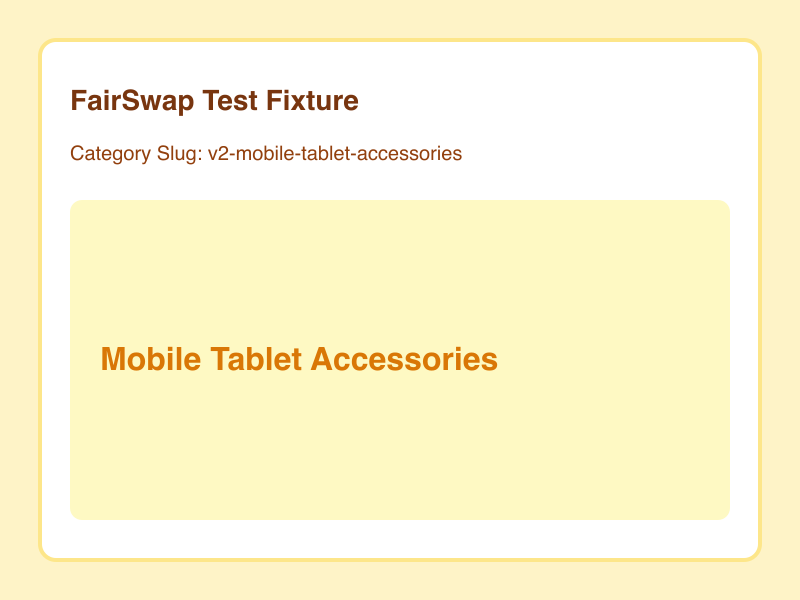 FairSwap Test Fixture
Category Slug: v2-mobile-tablet-accessories
Mobile Tablet Accessories